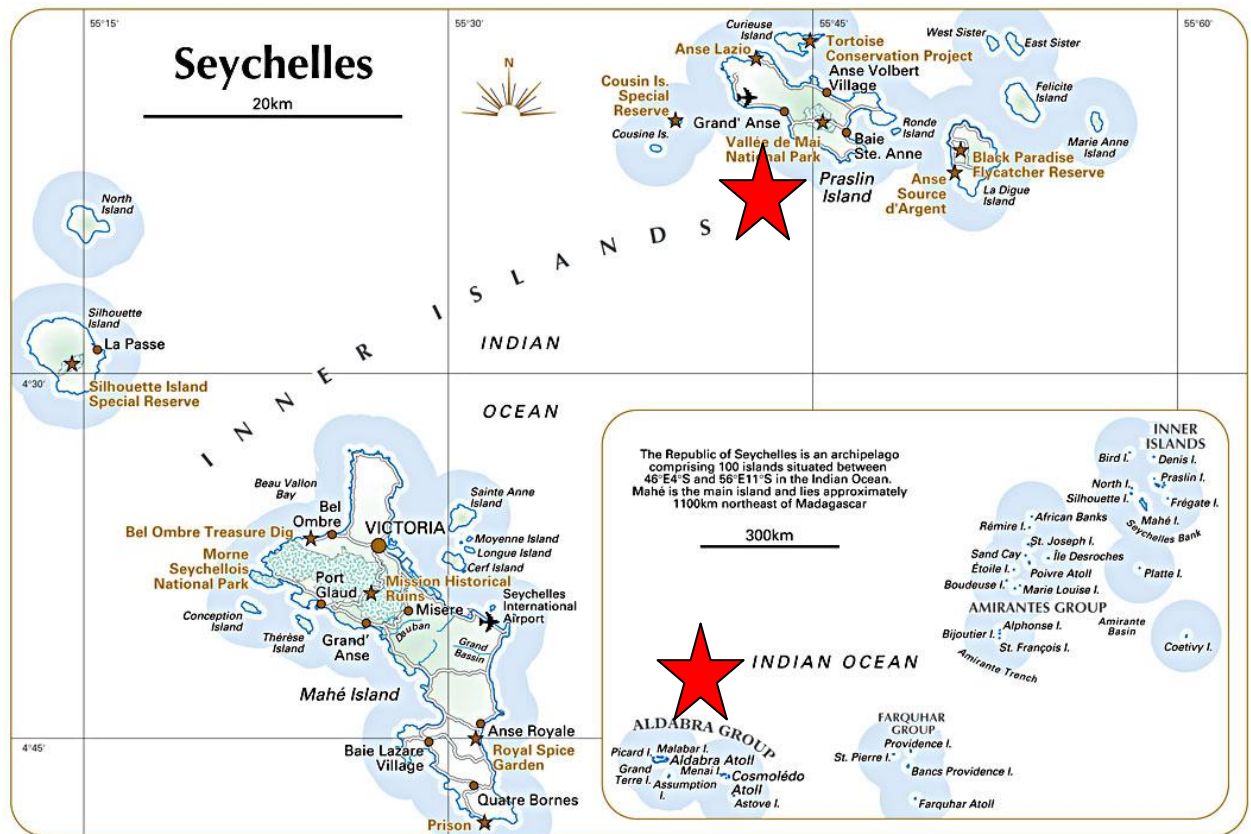 55°15'
55°30'
55°45'
55°60'
Seychelles
20km
N
Curieuse
Island
Anse Lazio
Tortoise
Conservation Project
West Sister
East Sister
Cousin Is.
Special
Reserve
Cousine Is.
Anse Volbert
Village
Grand' Anse
Ronde
Island
Felicite
Island
Marie Anne
Island
Vallée de Mai
National Park
Baie
Ste. Anne
Praslin
Island
Black Paradise
Flycatcher Reserve
Anse
Source
d'Argent
La Digue
Island
North
Island
INNER ISLANDS
Silhouette
Island
La Passe
4°30'
Silhouette Island
Special Reserve
INDIAN
OCEAN
Beau Vallon
Bay
Bel
Ombre
VICTORIA
Sainte Anne
Island
Bel Ombre Treasure Dig
Moyenne Island
Longue Island
Cerf Island
Morne
Seychellois
National Park
Port
Glaud
Mission Historical
Ruins
Misere
Seychelles
International
Airport
Conception
Island
Thérèse
Island
Grand'
Anse
Dauban
Grand
Bassin
Mahé Island
4°45'
Anse Royale
Baie Lazare
Village
Royal Spice
Garden
Quatre Bornes
Prison
The Republic of Seychelles is an archipelago
comprising 100 islands situated between
46°E4°S and 56°E11°S in the Indian Ocean.
Mahé is the main island and lies approximately
1100km northeast of Madagascar
300km
INNER
ISLANDS
Bird I.
Denis I.
North I.
Praslin I.
Silhouette I.
Frégate I.
Mahé I.
Seychelles Bank
African Banks
Rémire I.
St. Joseph I.
Sand Cay
Île Desroches
Étoile I.
Poivre Atoll
Platte I.
Boudeuse I.
Marie Louise I.
AMIRANTES GROUP
Alphonse I.
Bijoutier I.
St. François I.
Amirante
Basin
Coetivy I.
Amirante Trench
INDIAN OCEAN
ALDABRA GROUP
Picard I.
Malabar I.
Aldabra Atoll
Grand
Terre I.
Menai I.
Assumption
I.
Cosmolédo
Atoll
Astove I.
FARQUHAR
GROUP
Providence I.
St. Pierre I.
Bancs Providence I.
Farquhar Atoll